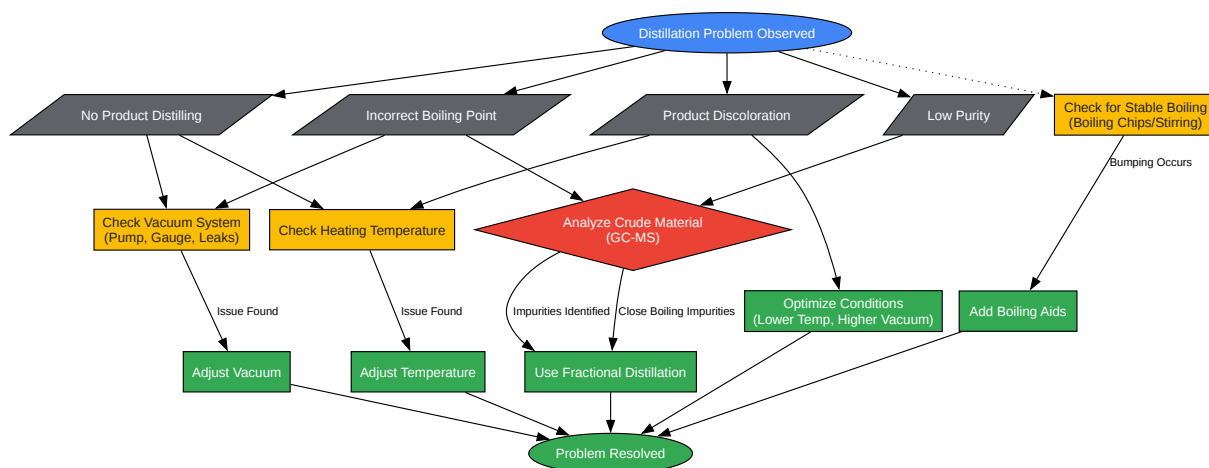 Distillation Problem Observed
No Product Distilling
Incorrect Boiling Point
Product Discoloration
Low Purity
Check for Stable Boiling
(Boiling Chips/Stirring)
Bumping Occurs
Check Vacuum System
(Pump, Gauge, Leaks)
Check Heating Temperature
Analyze Crude Material
(GC-MS)
Issue Found
Issue Found
Impurities Identified
Close Boiling Impurities
Optimize Conditions
(Lower Temp, Higher Vacuum)
Add Boiling Aids
Adjust Vacuum
Adjust Temperature
Use Fractional Distillation
Problem Resolved